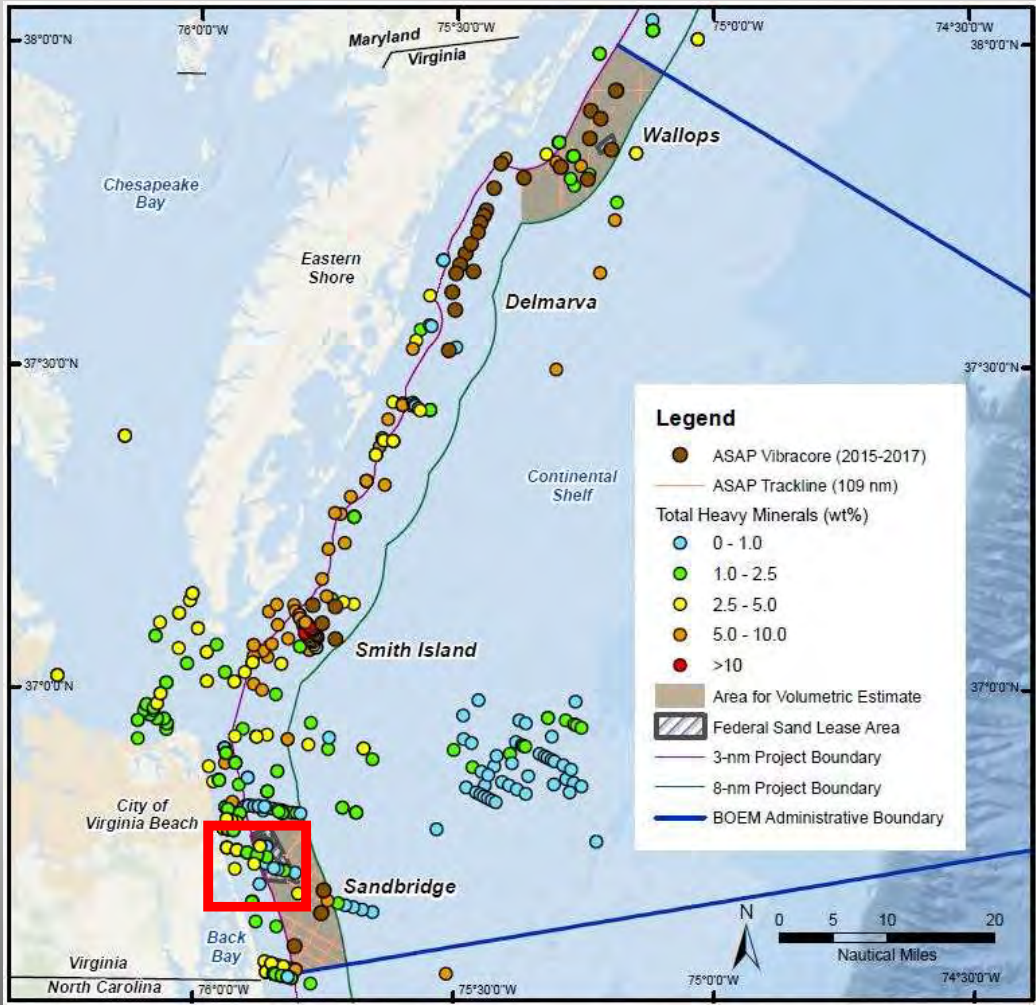 76°0'0"W
75°30'0"W
75°0'0"W
74°30'0"W
38°0'0"N
38°0'0"N
Maryland
Virginia
Wallops
Chesapeake
Bay
Eastern
Shore
Delmarva
37°30'0"N
37°30'0"N
Continental
Shelf
Smith Island
37°0'0"N
37°0'0"N
City of
Virginia Beach
Sandbridge
Back
Bay
Virginia
North Carolina
76°0'0"W
75°30'0"W
75°0'0"W
74°30'0"W
Legend
ASAP Vibracore (2015-2017)
ASAP Trackline (109 nm)
Total Heavy Minerals (wt%)
0 - 1.0
1.0 - 2.5
2.5 - 5.0
5.0 - 10.0
>10
Area for Volumetric Estimate
Federal Sand Lease Area
3-nm Project Boundary
8-nm Project Boundary
BOEM Administrative Boundary
N
0 5 10 20
Nautical Miles